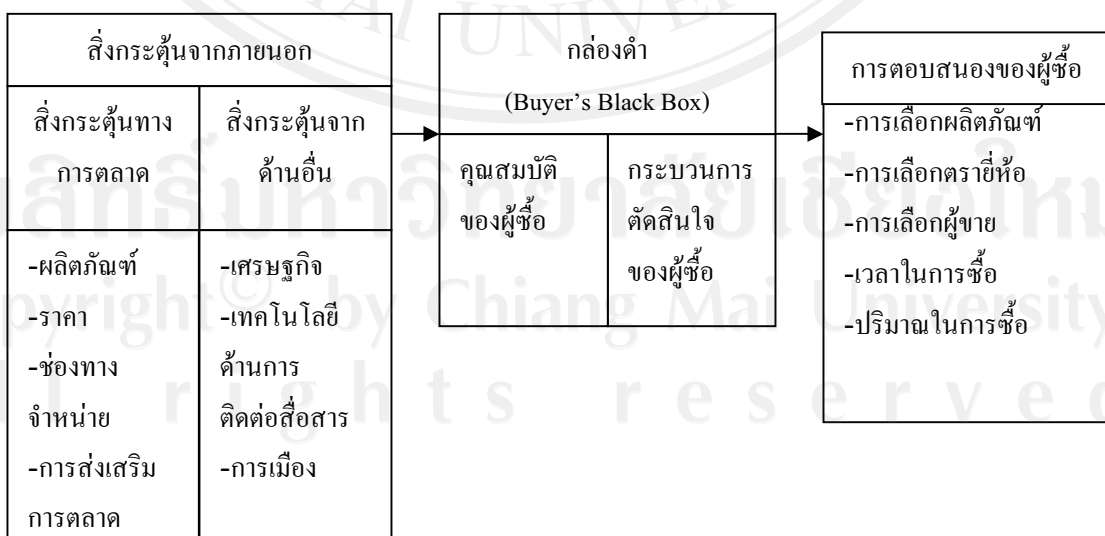 สิ่งกระตุ้นจากภายนอก
สิ่งกระตุ้นทาง
การตลาด
สิ่งกระตุ้นจาก
ด้านอื่น
-ผลิตภัณฑ์
-ราคา
-ช่องทาง
จำหน่าย
-การส่งเสริม
การตลาด
-เศรษฐกิจ
-เทคโนโลยี
ด้านการ
ติดต่อสื่อสาร
-การเมือง
กล่องดำ
(Buyer's Black Box)
คุณสมบัติ
ของผู้ซื้อ
กระบวนการ
ตัดสินใจ
ของผู้ซื้อ
การตอบสนองของผู้ซื้อ
-การเลือกผลิตภัณฑ์
-การเลือกตรายี่ห้อ
-การเลือกผู้ขาย
-เวลาในการซื้อ
-ปริมาณในการซื้อ
by Chiang Mai University
rights reserved